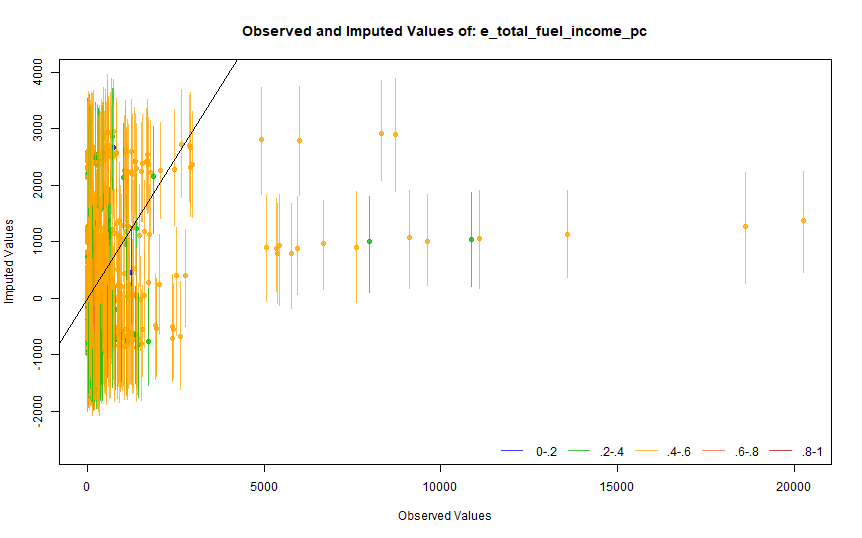 Observed and Imputed Values of: e_total_fuel_income_pc
Imputed Values
4000
3000
2000
1000
0
-1000
-2000
0-.2 .2-.4 .4-.6 .6-.8 .8-1
0 5000 10000 15000 20000
Observed Values